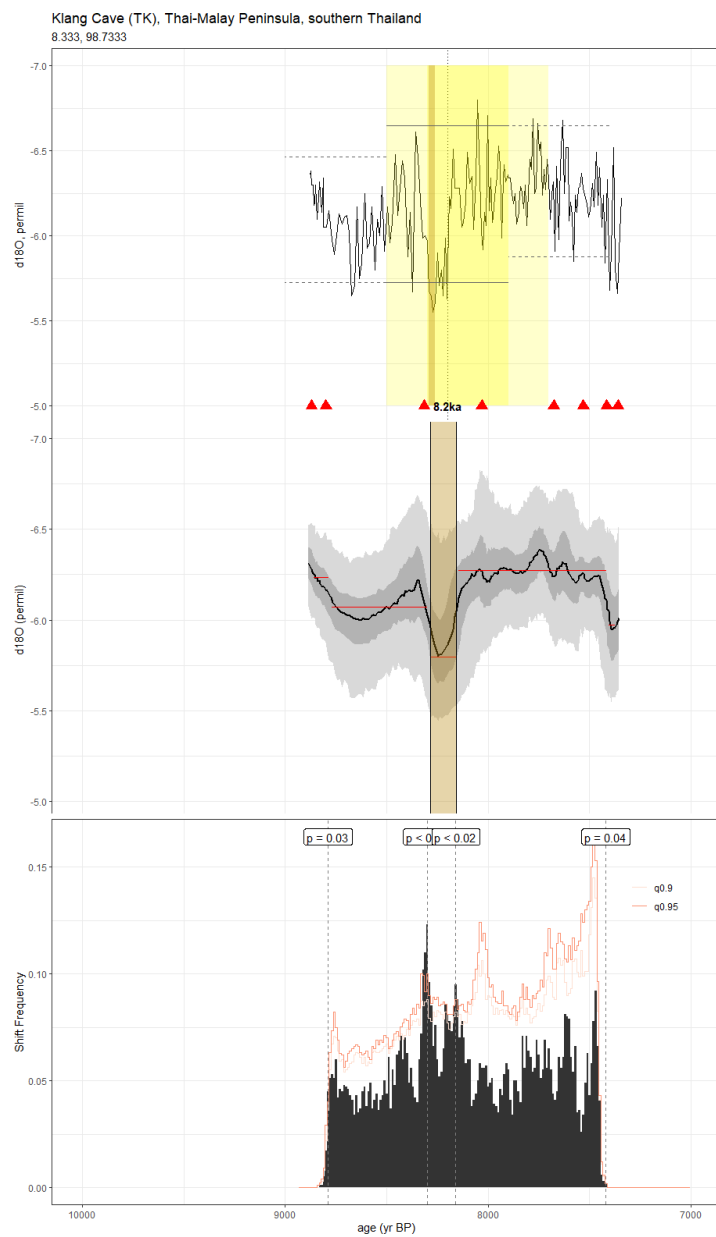 Klang Cave (TK), Thai-Malay Peninsula, southern Thailand
8.333, 98.7333
-7.0
-6.5
-6.0
-5.5
-5.0
d18O, permil
8.2ka
-7.0
-6.5
-6.0
-5.5
-5.0
d18O (permil)
p = 0.03
p < 0
p < 0.02
p = 0.04
0.15
0.10
0.05
0.00
Shift Frequency
q0.9
q0.95
10000
9000
8000
7000
age (yr BP)